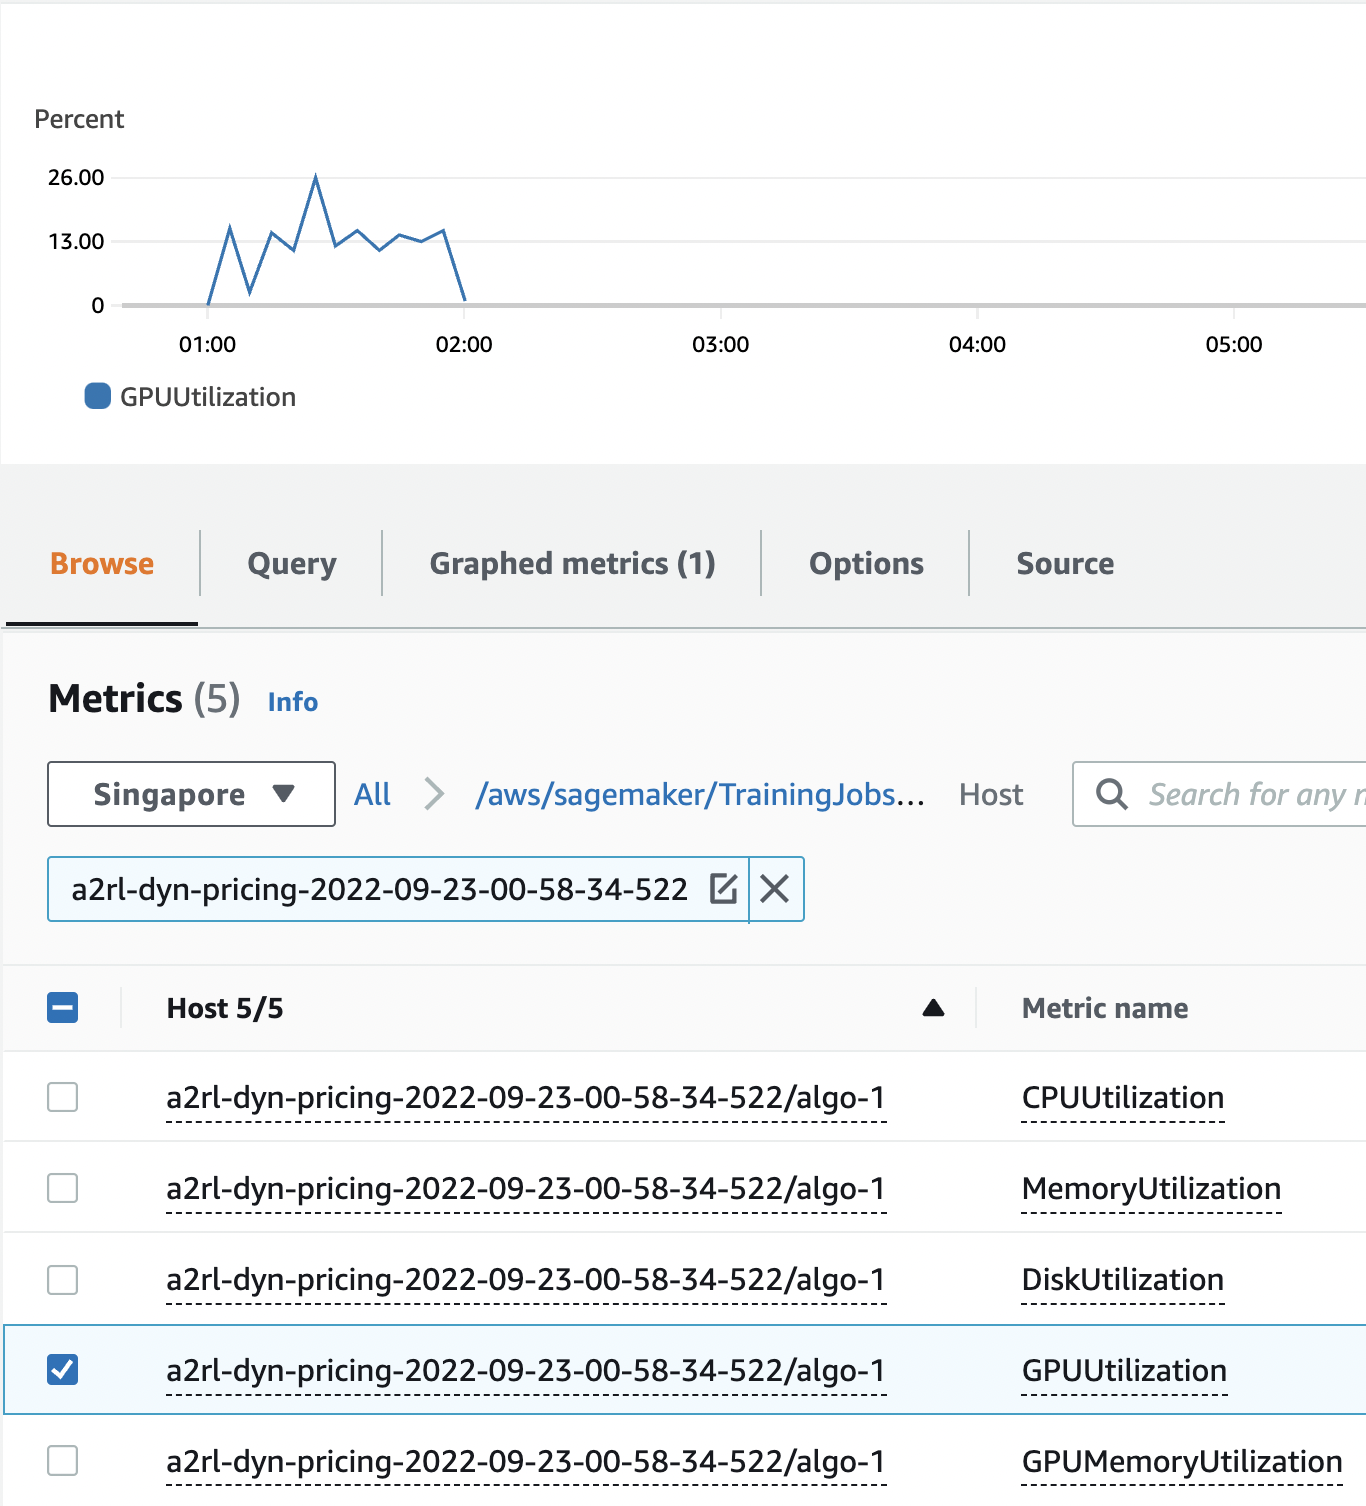 Percent
26.00
13.00
0
01:00 02:00 03:00 04:00 05:00
GPUUtilization
Browse Query Graphed metrics (1) Options Source
Metrics (5) Info
Singapore All /aws/sagemaker/TrainingJobs... Host Search for any
a2rl-dyn-pricing-2022-09-23-00-58-34-522
Host 5/5 Metric name
a2rl-dyn-pricing-2022-09-23-00-58-34-522/algo-1 CPUUtilization
a2rl-dyn-pricing-2022-09-23-00-58-34-522/algo-1 MemoryUtilization
a2rl-dyn-pricing-2022-09-23-00-58-34-522/algo-1 DiskUtilization
a2rl-dyn-pricing-2022-09-23-00-58-34-522/algo-1 GPUUtilization
a2rl-dyn-pricing-2022-09-23-00-58-34-522/algo-1 GPUMemoryUtilization